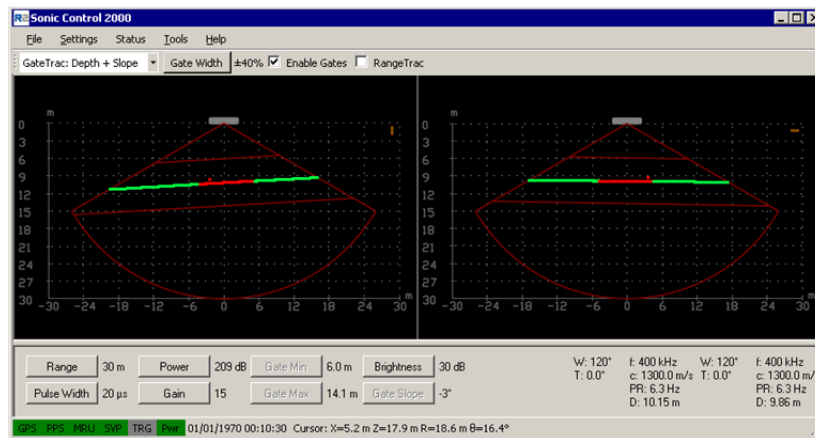 R2Sonic Control 2000
File Settings Status Tools Help
GateTrac: Depth + Slope Gate Width ±40% Enable Gates RangeTrac
m
0
3
6
9
12
15
18
21
24
27
30
-30 -24 -18 -12 -6 0 6 12 18 24 30
m
m
0
3
6
9
12
15
18
21
24
27
30
-30 -24 -18 -12 -6 0 6 12 18 24 30
m
Range 30 m Power 209 dB Gate Min 6.0 m Brightness 30 dB
Pulse Width 20 µs Gain 15 Gate Max 14.1 m Gate Slope -3°
W: 120° f: 400 kHz W: 120° f: 400 kHz
T: 0.0° c: 1300.0 m/s T: 0.0° c: 1300.0 m/
PR: 6.3 Hz PR: 6.3 Hz
D: 10.15 m D: 9.86 m
GPS PPS MRU SVP TRG Pwr 01/01/1970 00:10:30 Cursor: X=5.2 m Z=17.9 m R=18.6 m θ=16.4°